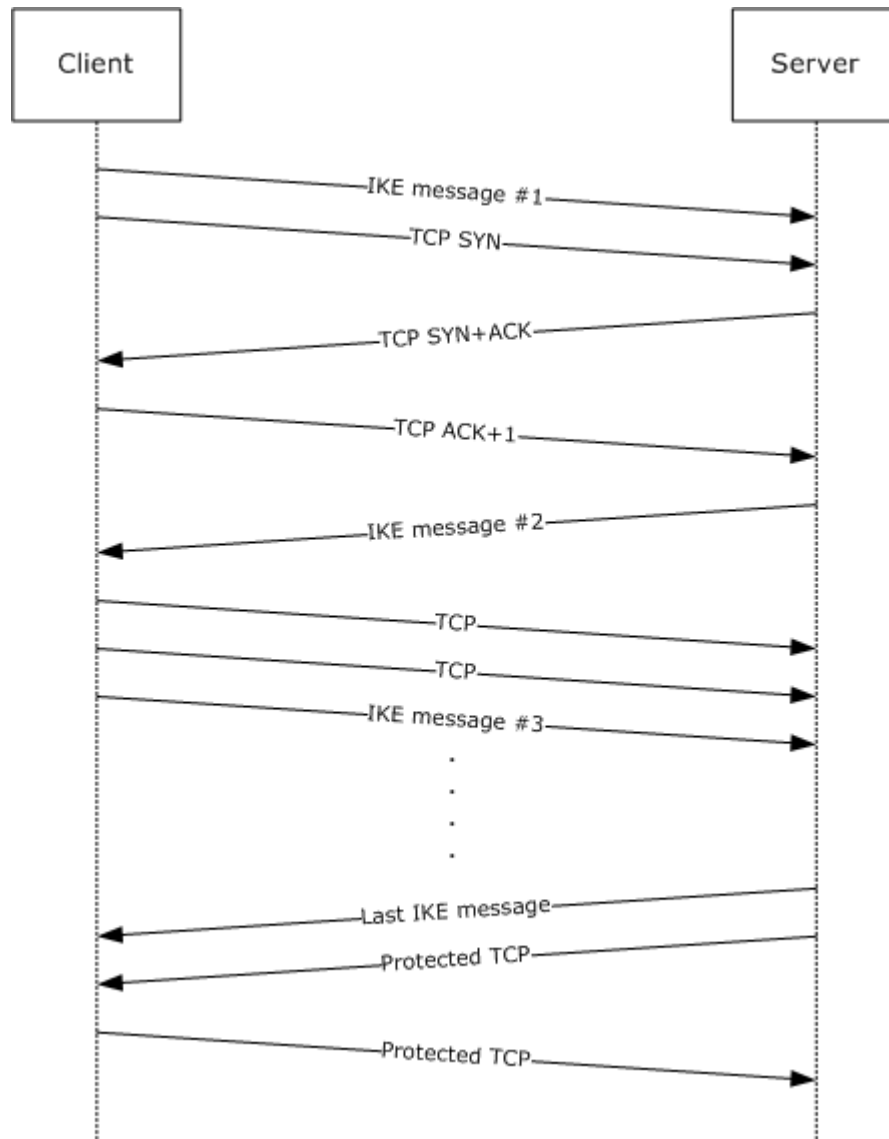 Client
Server
IKE message #1
TCP SYN
TCP SYN+ACK
TCP ACK+1
IKE message #2
TCP
TCP
IKE message #3
.
.
.
.
Last IKE message
Protected TCP
Protected TCP